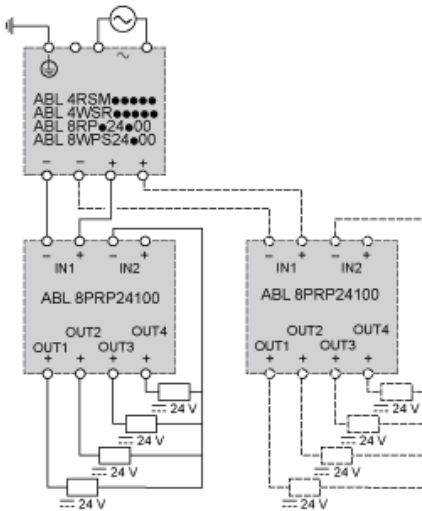 ~
ABL 4RSM●●●●●
ABL 4WSR●●●●●
ABL 8RP●24●00
ABL 8WPS24●00
− − + +
− + − +
IN1 IN2
ABL 8PRP24100
OUT1 OUT2 OUT3 OUT4
+ + + +
⎓ 24 V
⎓ 24 V
⎓ 24 V
⎓ 24 V
− + − +
IN1 IN2
ABL 8PRP24100
OUT1 OUT2 OUT3 OUT4
+ + + +
⎓ 24 V
⎓ 24 V
⎓ 24 V
⎓ 24 V